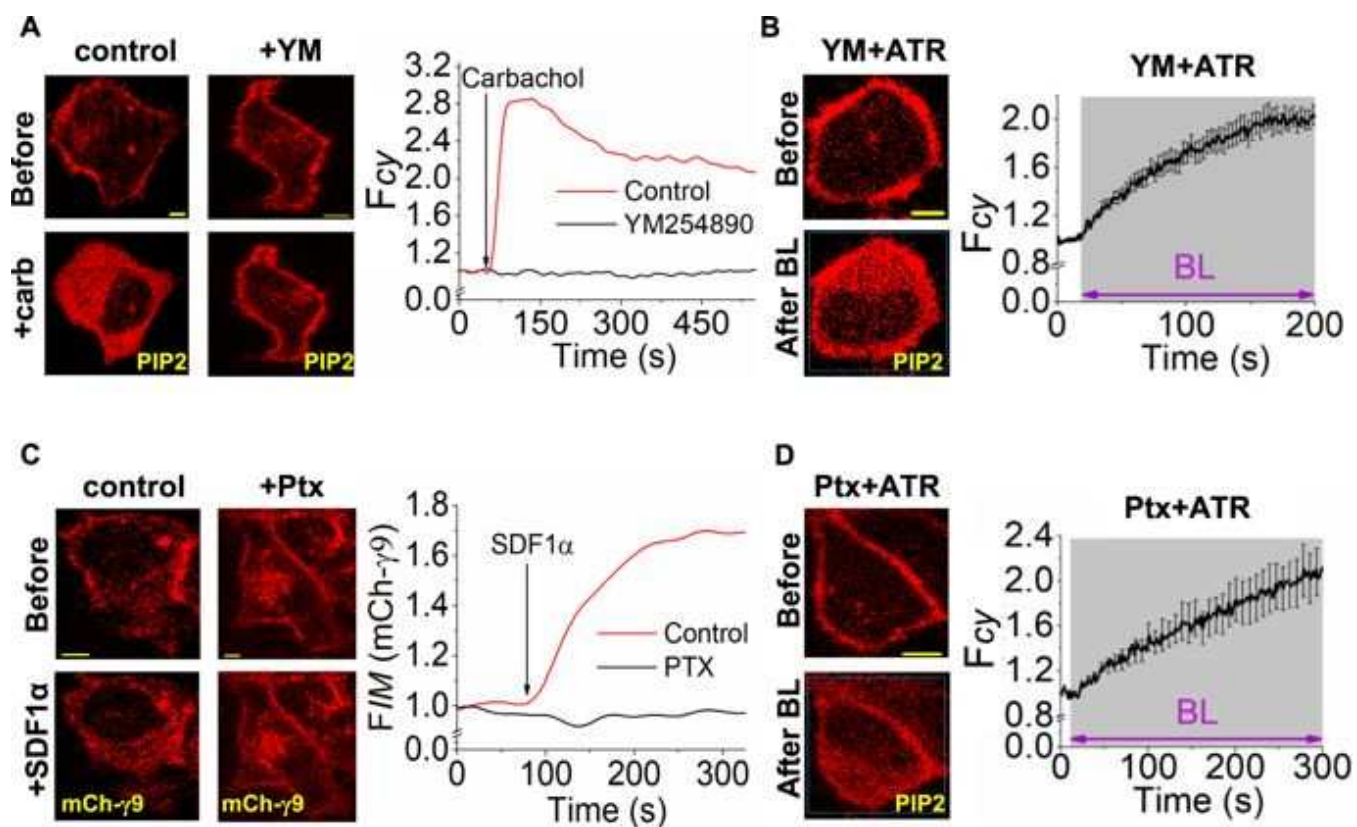 A
control
+YM
Before
+carb
PIP2
PIP2
Fcy
3.2
2.8
2.4
2.0
1.6
1.2
0.0
Carbachol
Control
YM254890
0
150
300
450
Time (s)
B
YM+ATR
Before
After BL
PIP2
YM+ATR
Fcy
2.0
1.6
1.2
0.8
0.0
BL
0
100
200
Time (s)
C
control
+Ptx
Before
+SDF1α
mCh-γ9
mCh-γ9
FIM (mCh-γ9)
1.8
1.6
1.4
1.2
1.0
0.0
SDF1α
Control
PTX
0
100
200
300
Time (s)
D
Ptx+ATR
Before
After BL
PIP2
Ptx+ATR
Fcy
2.4
2.0
1.6
1.2
0.8
0.0
BL
0
100
200
300
Time (s)